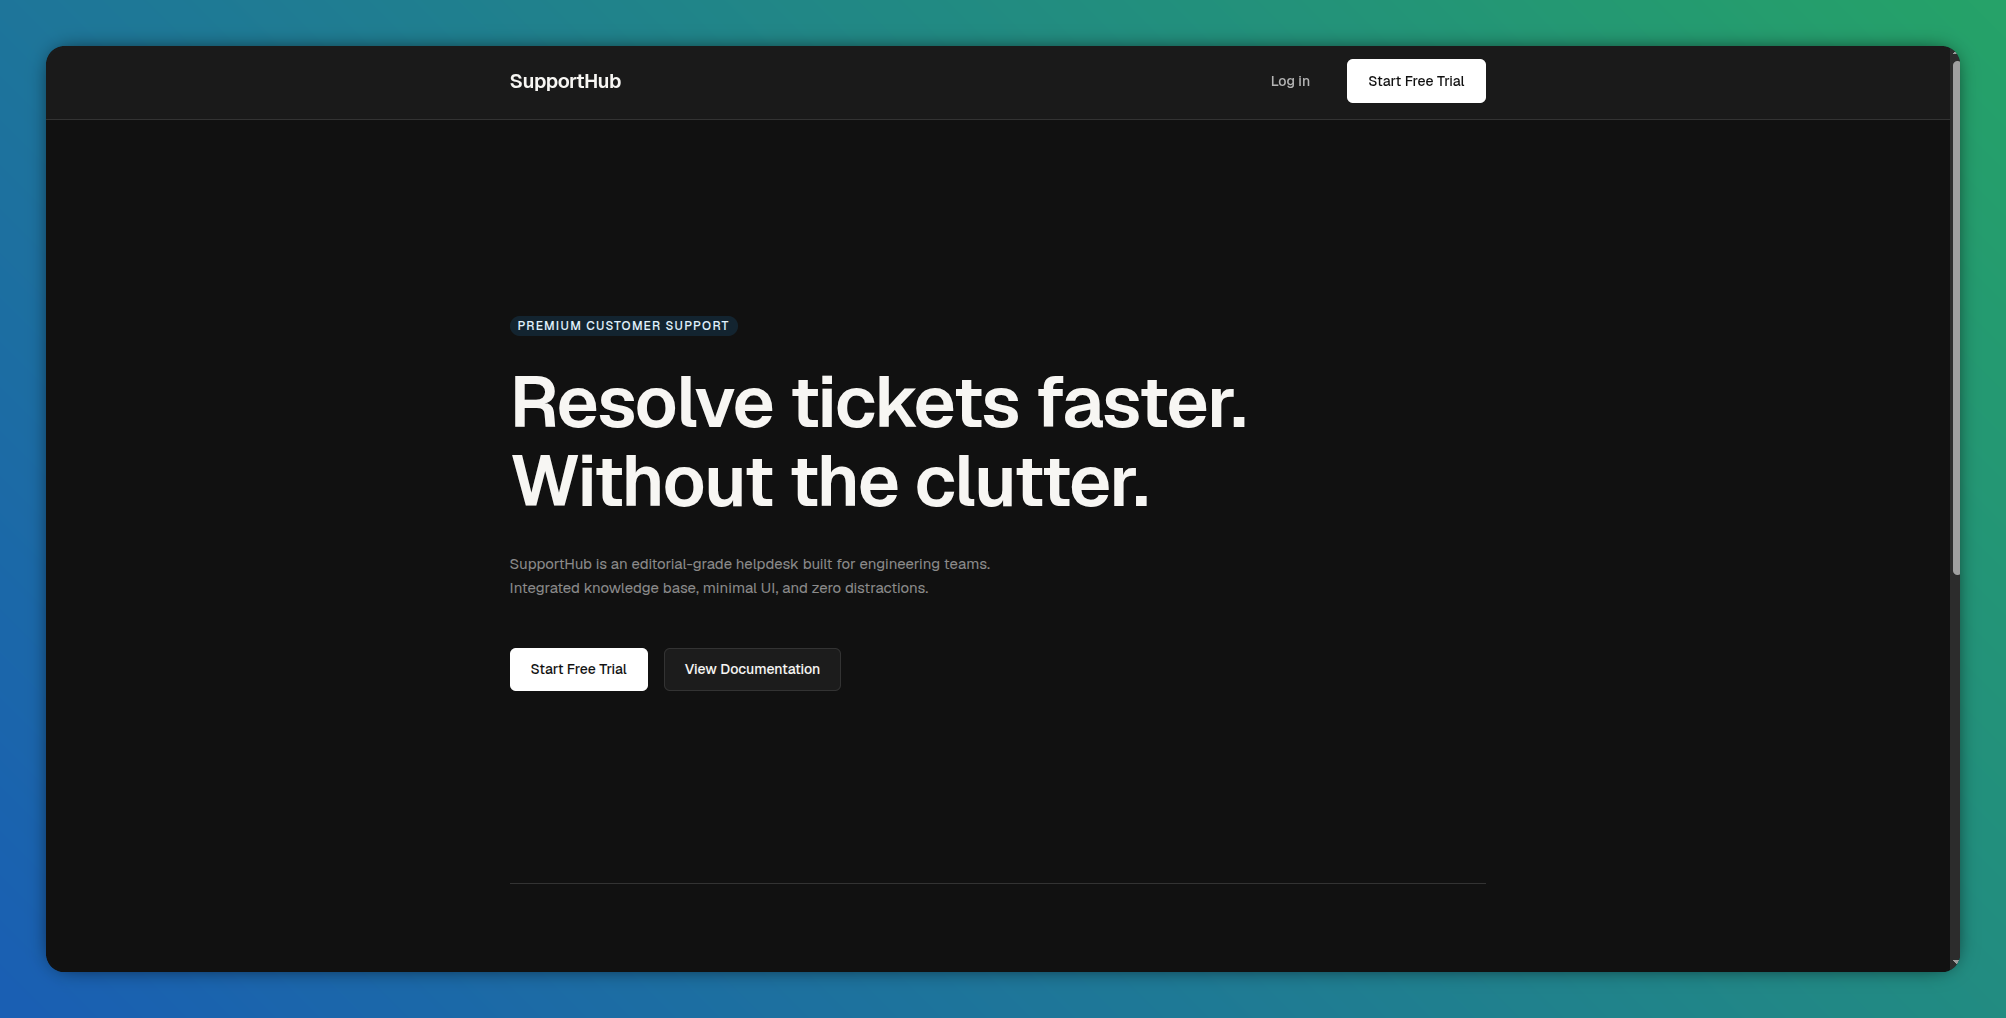 SupportHub
Log in
Start Free Trial
PREMIUM CUSTOMER SUPPORT
Resolve tickets faster.
Without the clutter.
SupportHub is an editorial-grade helpdesk built for engineering teams.
Integrated knowledge base, minimal UI, and zero distractions.
Start Free Trial
View Documentation